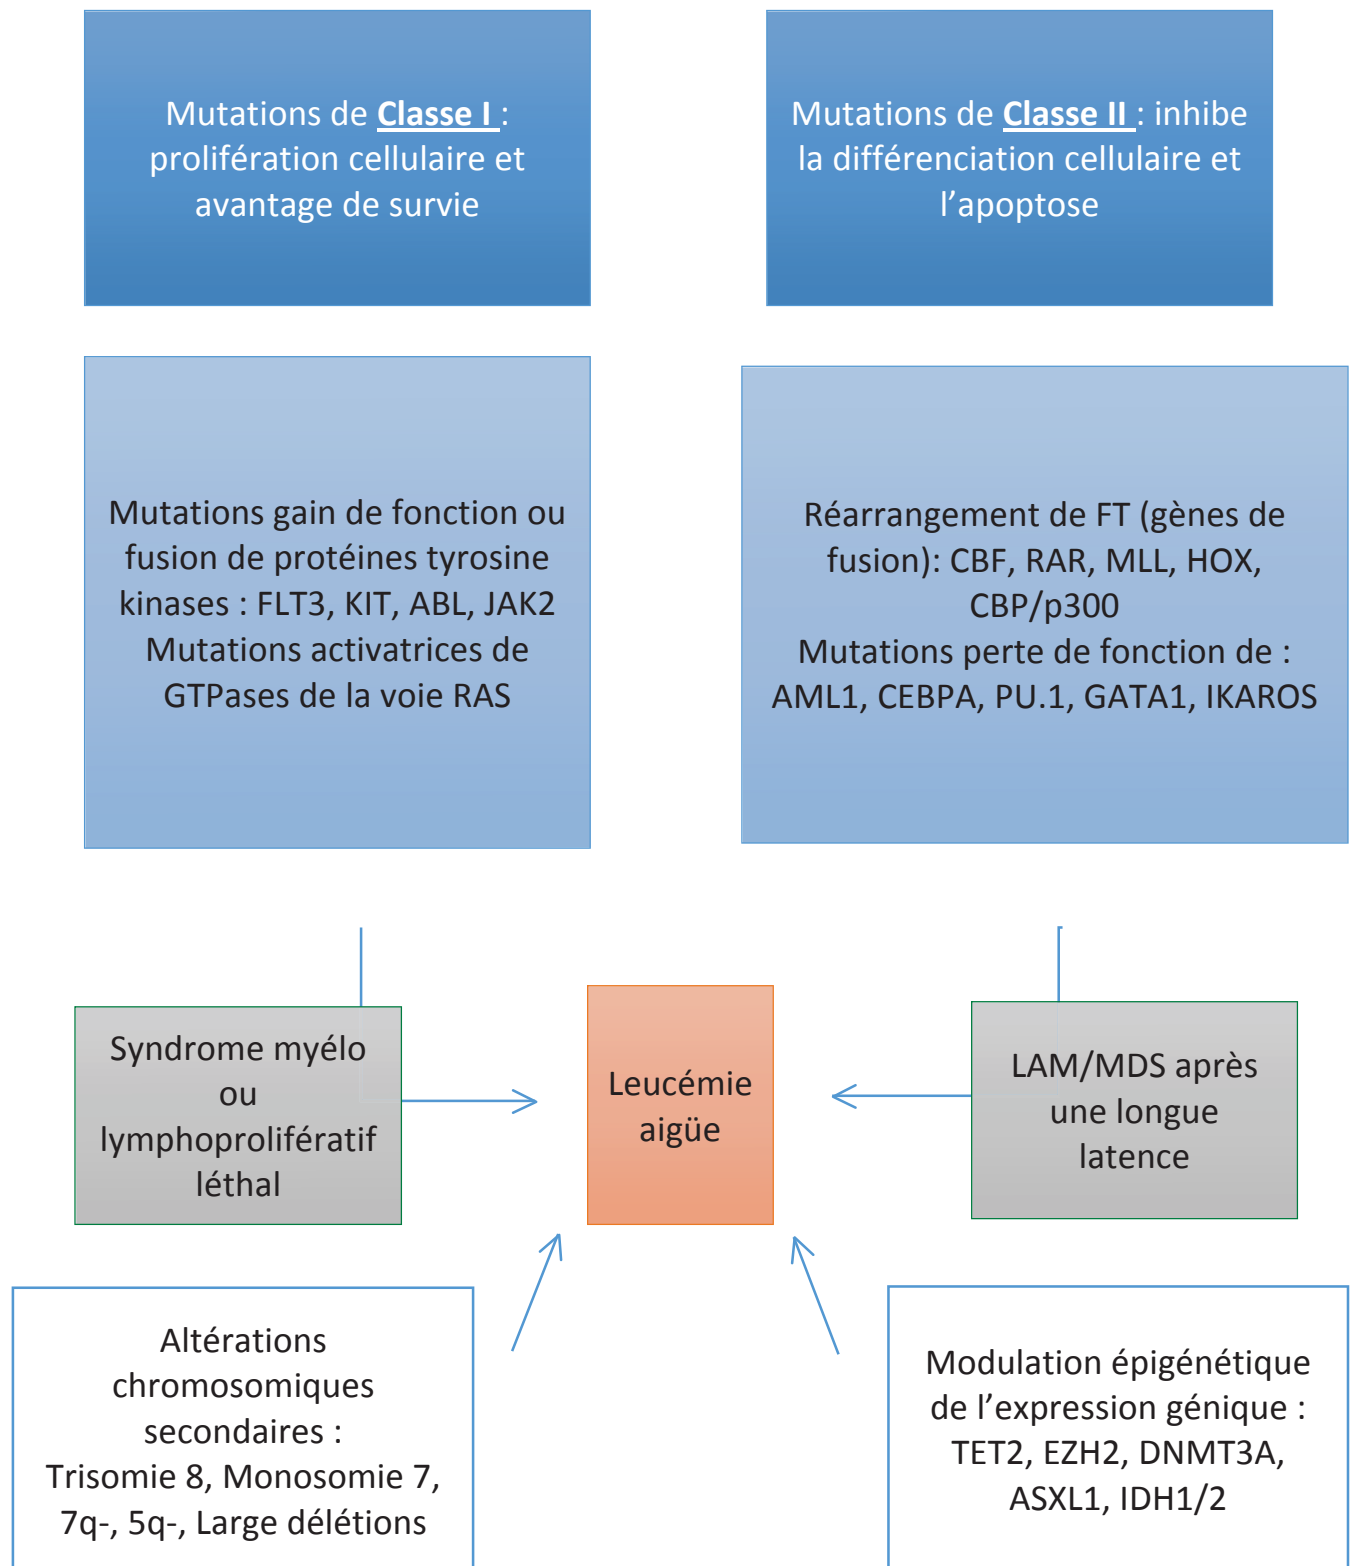 Mutations de Classe I :
prolifération cellulaire et
avantage de survie
Mutations de Classe II : inhibe
la différenciation cellulaire et
l’apoptose
Mutations gain de fonction ou
fusion de protéines tyrosine
kinases : FLT3, KIT, ABL, JAK2
Mutations activatrices de
GTPases de la voie RAS
Réarrangement de FT (gènes de
fusion): CBF, RAR, MLL, HOX,
CBP/p300
Mutations perte de fonction de :
AML1, CEBPA, PU.1, GATA1, IKAROS
Syndrome myélo
ou
lymphoprolifératif
léthal
Leucémie
aigüe
LAM/MDS après
une longue
latence
Altérations
chromosomiques
secondaires :
Trisomie 8, Monosomie 7,
7q-, 5q-, Large délétions
Modulation épigénétique
de l’expression génique :
TET2, EZH2, DNMT3A,
ASXL1, IDH1/2